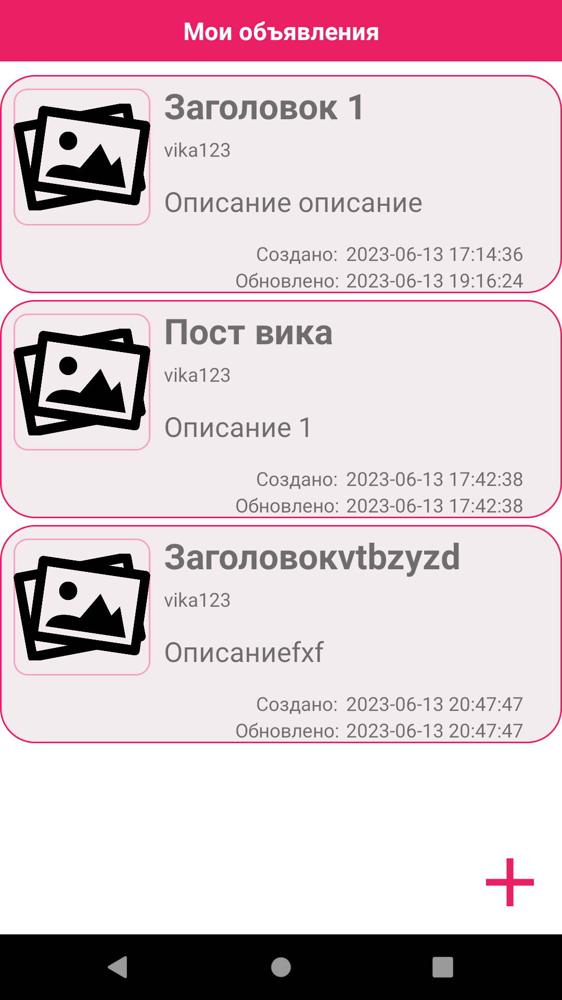 Мои объявления
Заголовок 1
vika123
Описание описание
Создано: 2023-06-13 17:14:36
Обновлено: 2023-06-13 19:16:24
Пост вика
vika123
Описание 1
Создано: 2023-06-13 17:42:38
Обновлено: 2023-06-13 17:42:38
Заголовокvtbzyzd
vika123
Описаниеfxf
Создано: 2023-06-13 20:47:47
Обновлено: 2023-06-13 20:47:47